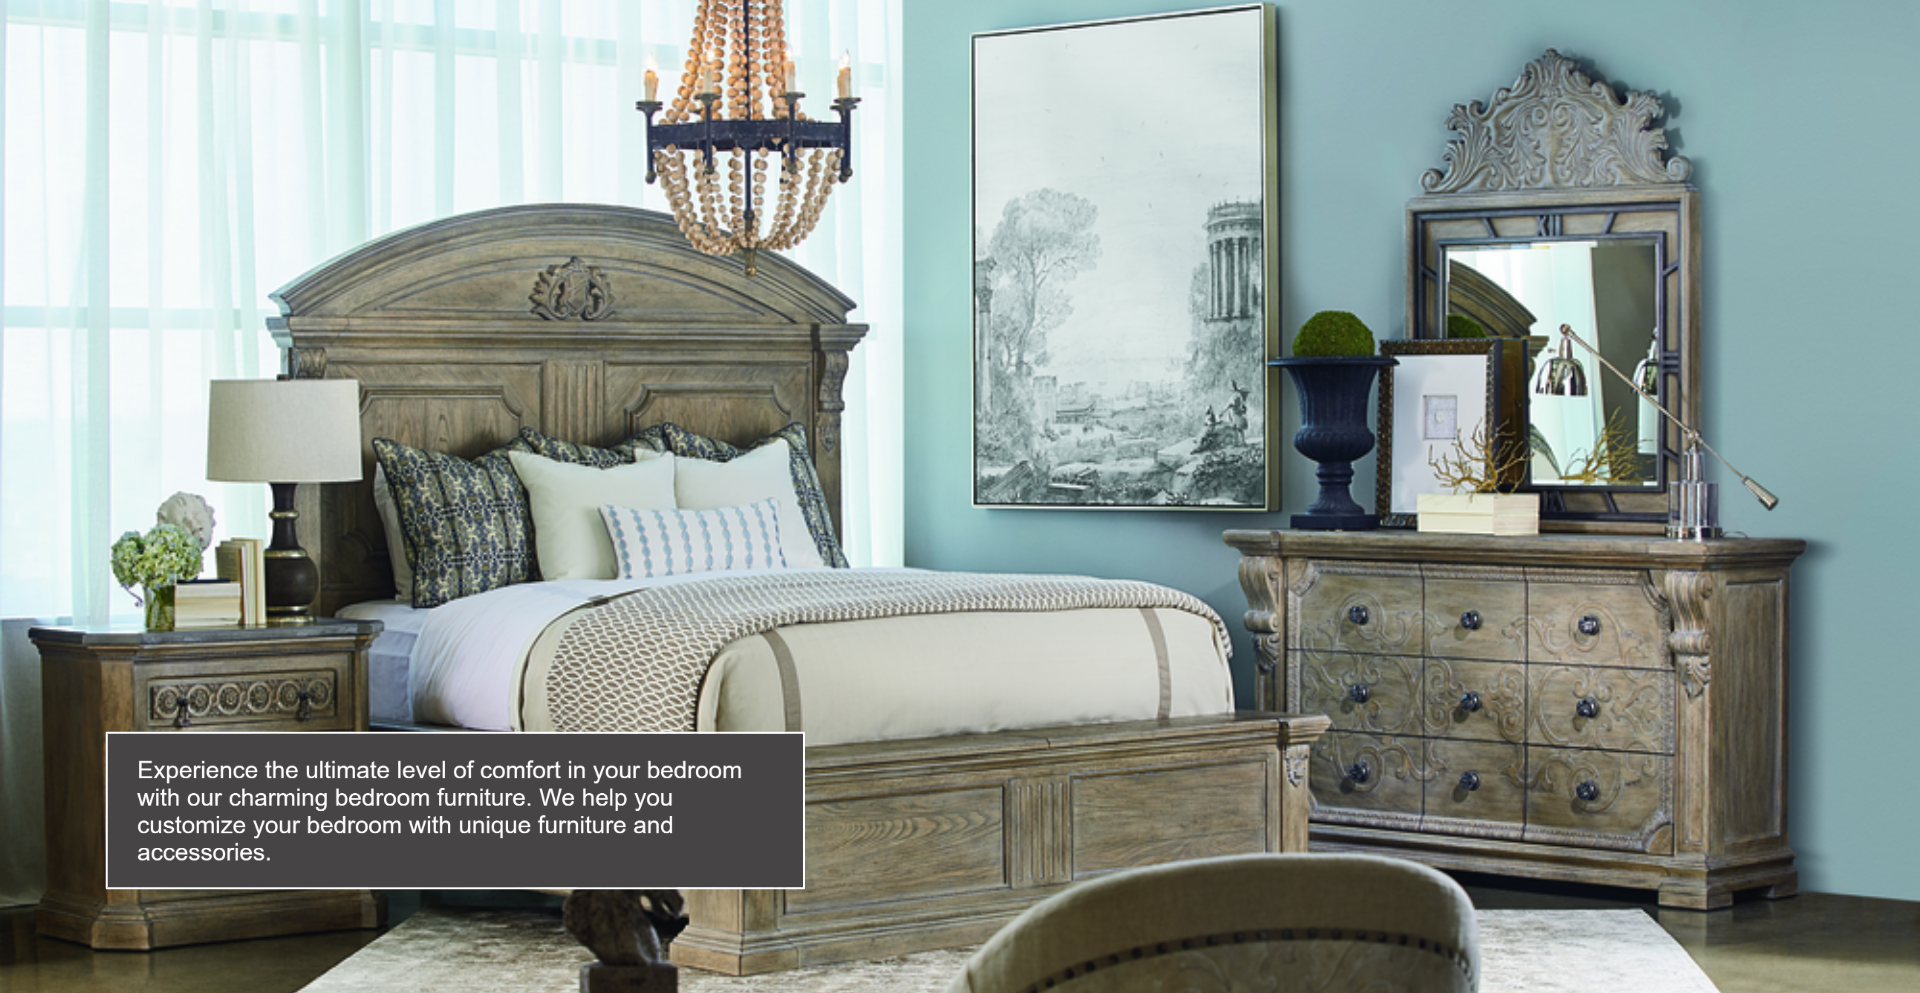 XII
Experience the ultimate level of comfort in your bedroom
with our charming bedroom furniture. We help you
customize your bedroom with unique furniture and
accessories.